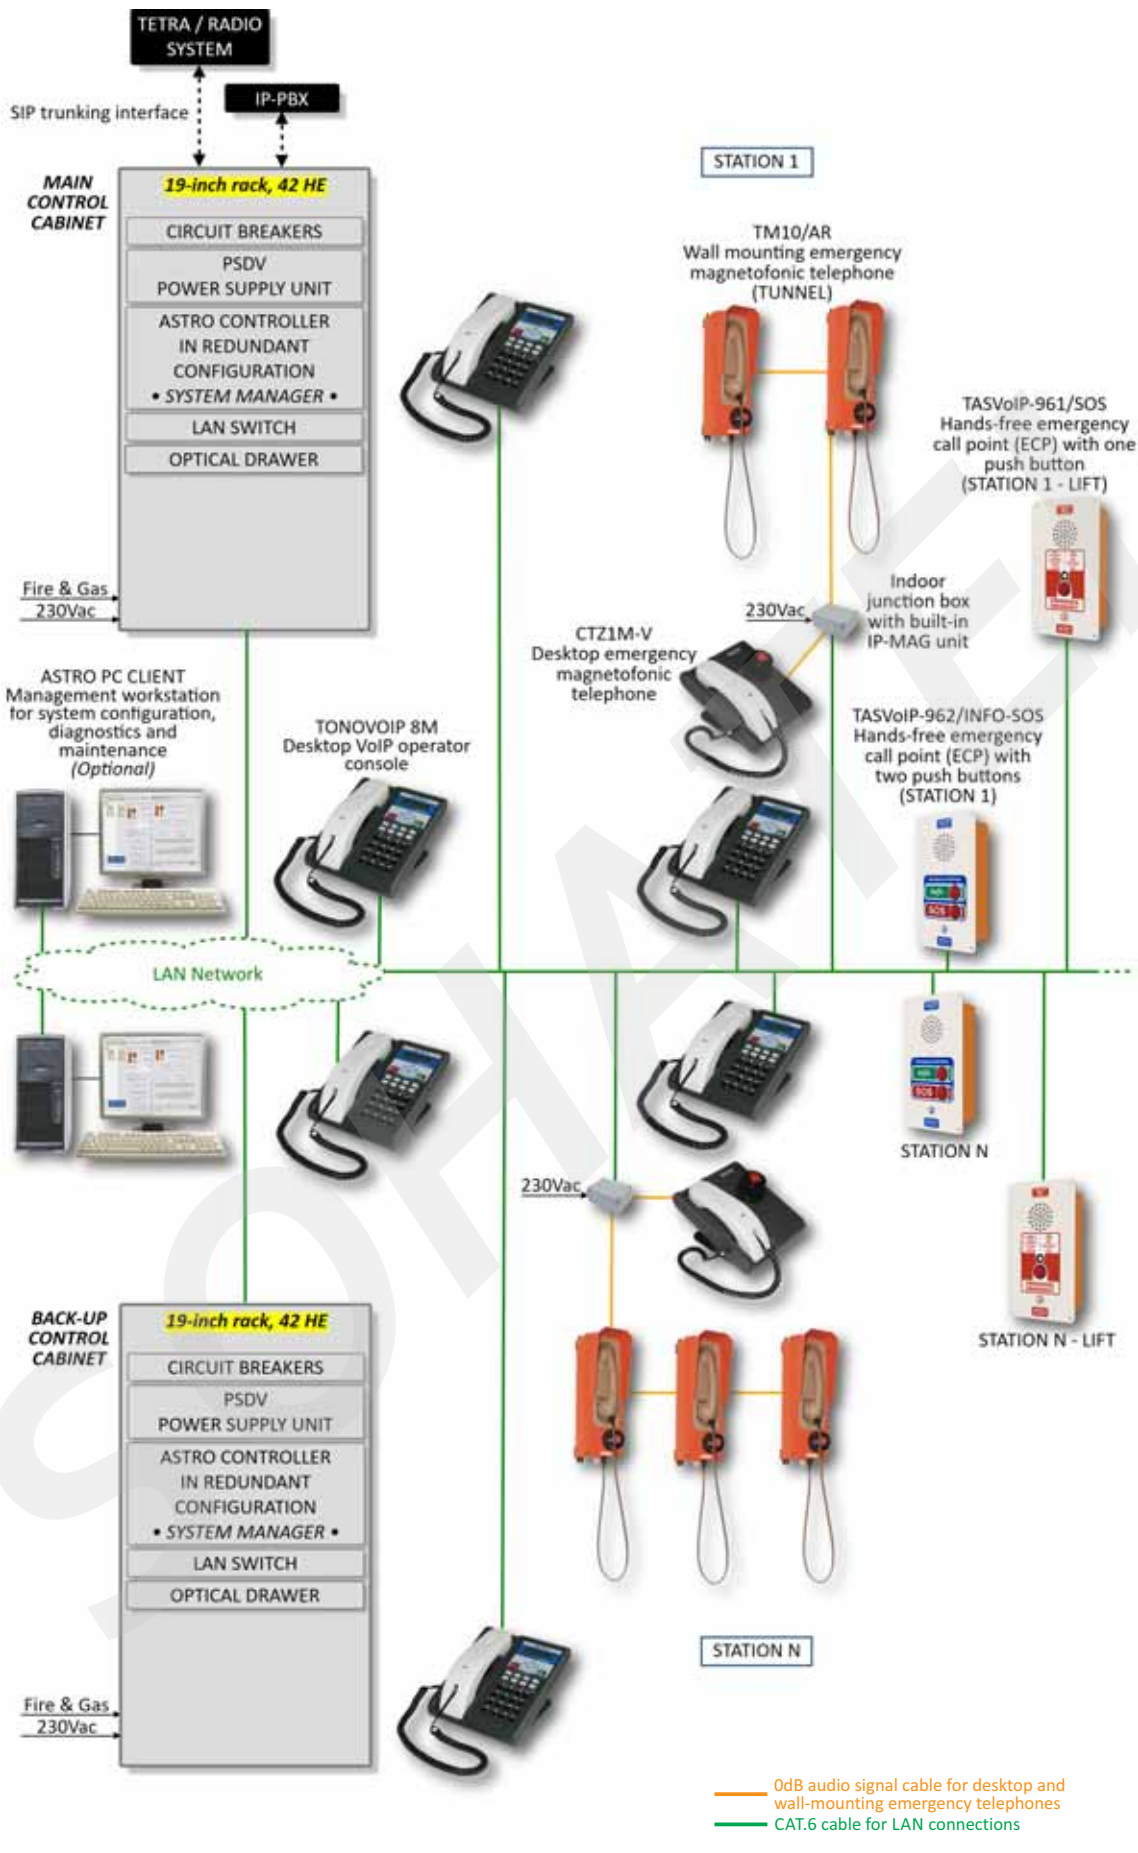 TETRA / RADIO
SYSTEM
IP-PBX
SIP trunking interface
MAIN
CONTROL
CABINET
19-inch rack, 42 HE
CIRCUIT BREAKERS
PSDV
POWER SUPPLY UNIT
ASTRO CONTROLLER
IN REDUNDANT
CONFIGURATION
• SYSTEM MANAGER •
LAN SWITCH
OPTICAL DRAWER
Fire & Gas
230Vac
STATION 1
TM10/AR
Wall mounting emergency
magnetofonic telephone
(TUNNEL)
TASVoIP-961/SOS
Hands-free emergency
call point (ECP) with one
push button
(STATION 1 - LIFT)
230Vac
Indoor
junction box
with built-in
IP-MAG unit
CTZ1M-V
Desktop emergency
magnetofonic
telephone
ASTRO PC CLIENT
Management workstation
for system configuration,
diagnostics and
maintenance
(Optional)
TONOVOIP 8M
Desktop VoIP operator
console
TASVoIP-962/INFO-SOS
Hands-free emergency
call point (ECP) with
two push buttons
(STATION 1)
SOS
LAN Network
SOS
STATION N
230Vac
STATION N - LIFT
BACK-UP
CONTROL
CABINET
19-inch rack, 42 HE
CIRCUIT BREAKERS
PSDV
POWER SUPPLY UNIT
ASTRO CONTROLLER
IN REDUNDANT
CONFIGURATION
• SYSTEM MANAGER •
LAN SWITCH
OPTICAL DRAWER
Fire & Gas
230Vac
STATION N
0dB audio signal cable for desktop and
wall-mounting emergency telephones
CAT.6 cable for LAN connections